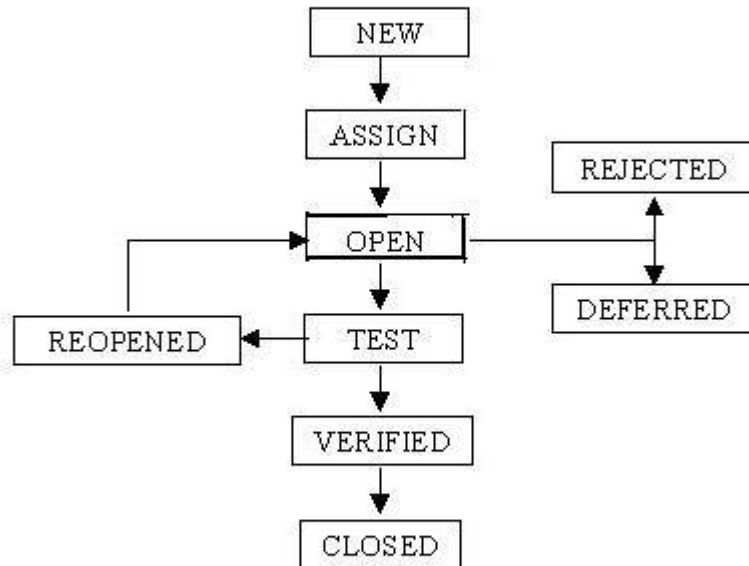 NEW
ASSIGN
REJECTED
OPEN
DEFERRED
REOPENED
TEST
VERIFIED
CLOSED